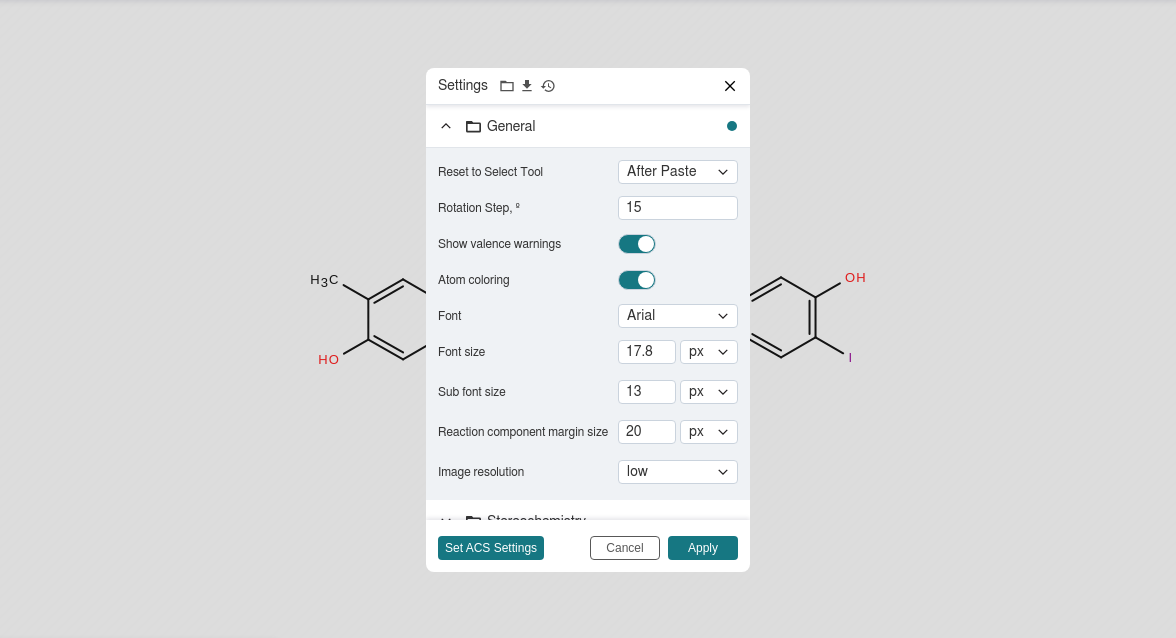 Settings
General
Reset to Select Tool After Paste
Rotation Step, º 15
Show valence warnings
Atom coloring
H3C
OH
Font Arial
Font size 17.8 px
HO
I
Sub font size 13 px
Reaction component margin size 20 px
Image resolution low
Stereochemistry
Set ACS Settings Cancel Apply